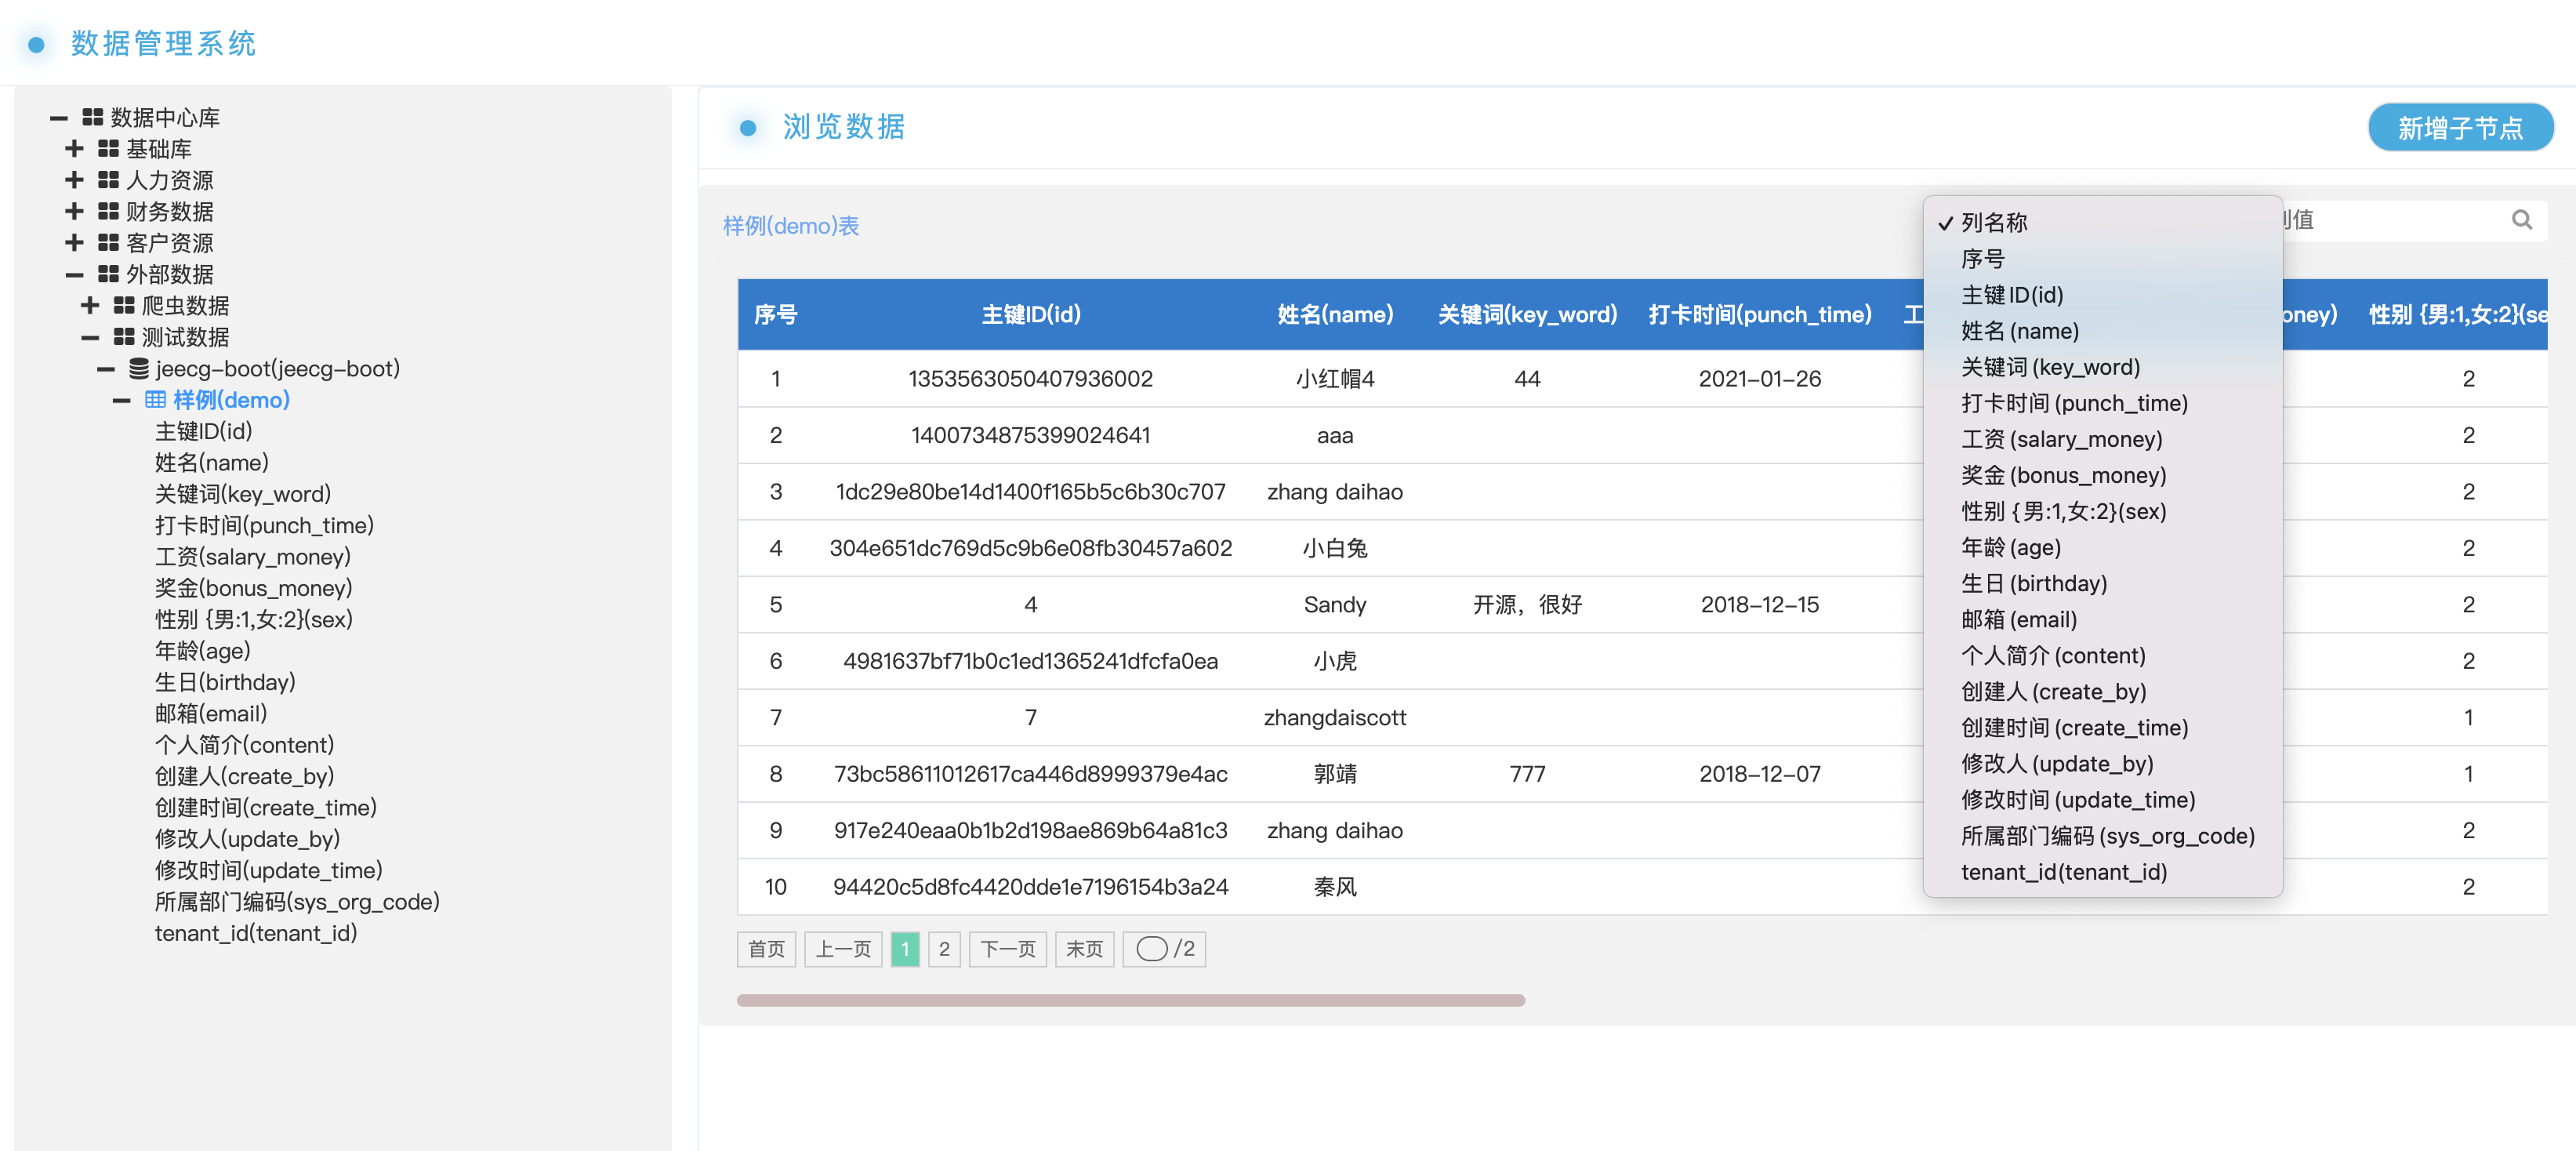 数据管理系统
数据中心库
基础库
人力资源
财务数据
客户资源
外部数据
爬虫数据
测试数据
jeecg-boot(jeecg-boot)
样例(demo)
主键ID(id)
姓名(name)
关键词(key_word)
打卡时间(punch_time)
工资(salary_money)
奖金(bonus_money)
性别 {男:1,女:2}(sex)
年龄(age)
生日(birthday)
邮箱(email)
个人简介(content)
创建人(create_by)
创建时间(create_time)
修改人(update_by)
修改时间(update_time)
所属部门编码(sys_org_code)
tenant_id(tenant_id)
浏览数据 新增子节点
样例(demo)表 值
序号 主键ID(id) 姓名(name) 关键词(key_word) 打卡时间(punch_time) 工 oney) 性别 {男:1,女:2}(se
1 1353563050407936002 小红帽4 44 2021-01-26 2
2 1400734875399024641 aaa 2
3 1dc29e80be14d1400f165b5c6b30c707 zhang daihao 2
4 304e651dc769d5c9b6e08fb30457a602 小白兔 2
5 4 Sandy 开源，很好 2018-12-15 2
6 4981637bf71b0c1ed1365241dfcfa0ea 小虎 2
7 7 zhangdaiscott 1
8 73bc58611012617ca446d8999379e4ac 郭靖 777 2018-12-07 1
9 917e240eaa0b1b2d198ae869b64a81c3 zhang daihao 2
10 94420c5d8fc4420dde1e7196154b3a24 秦风 2
首页 上一页 1 2 下一页 末页 /2
✓ 列名称
序号
主键ID(id)
姓名(name)
关键词(key_word)
打卡时间(punch_time)
工资(salary_money)
奖金(bonus_money)
性别 {男:1,女:2}(sex)
年龄(age)
生日(birthday)
邮箱(email)
个人简介(content)
创建人(create_by)
创建时间(create_time)
修改人(update_by)
修改时间(update_time)
所属部门编码(sys_org_code)
tenant_id(tenant_id)